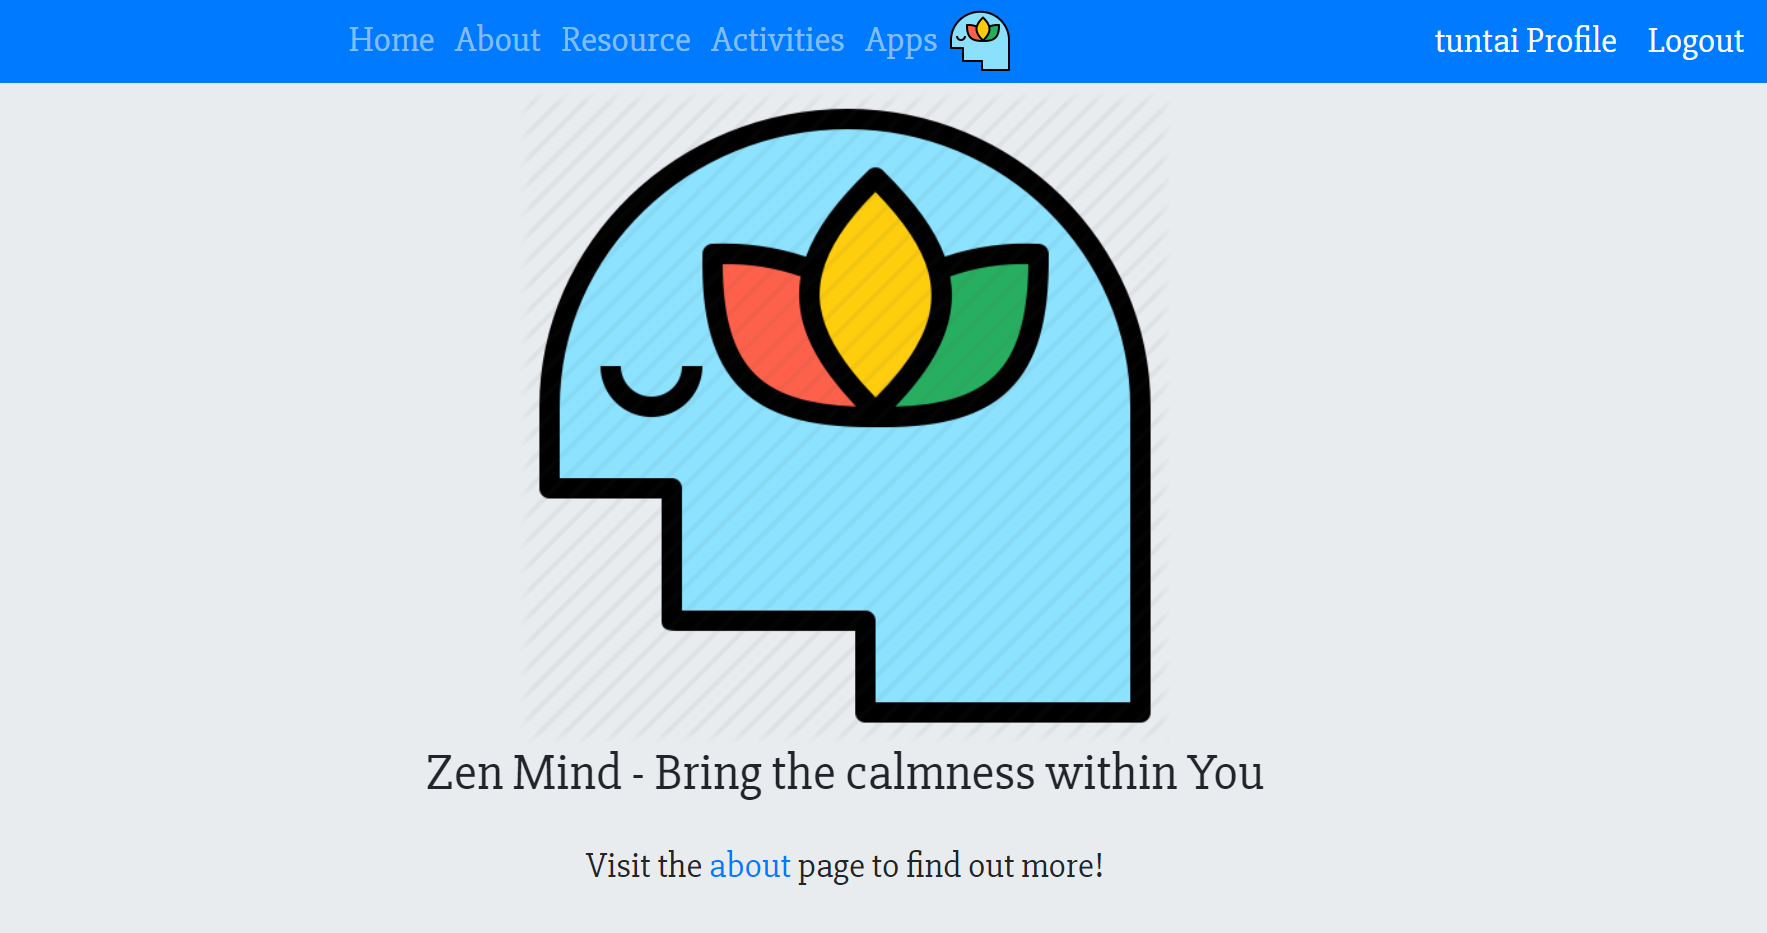 Home About Resource Activities Apps tuntai Profile Logout
Zen Mind - Bring the calmness within You
Visit the about page to find out more!